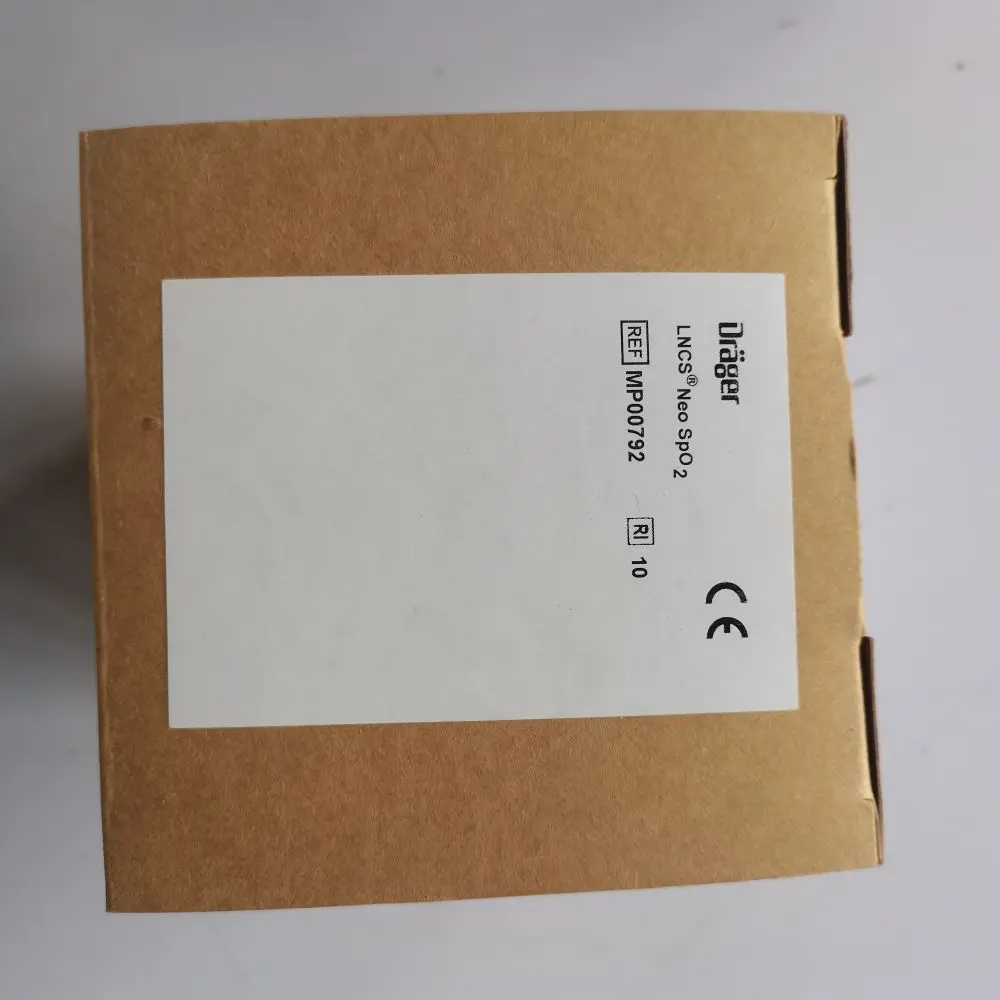 Dräger
LNCS® Neo SpO₂
REF MP00792 RI 10
CE